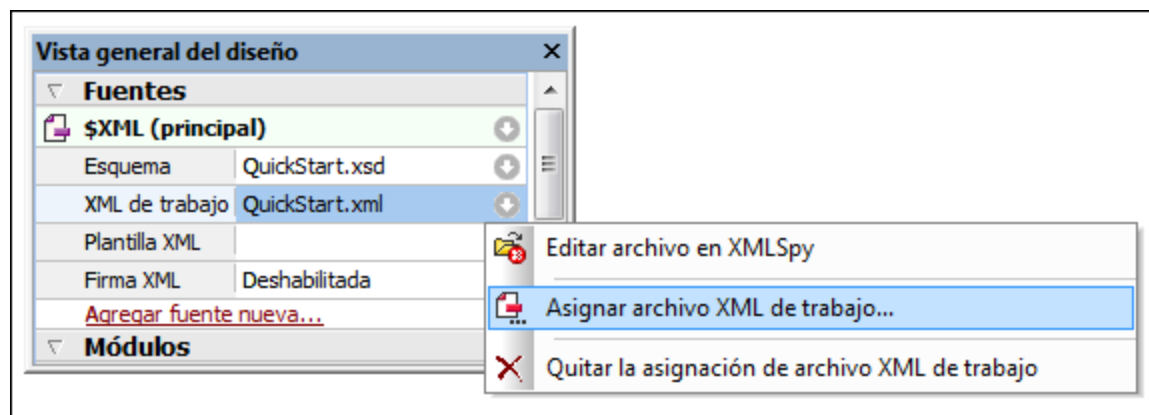 Vista general del diseño
Fuentes
$XML (principal)
Esquema QuickStart.xsd
XML de trabajo QuickStart.xml
Plantilla XML
Firma XML Deshabilitada
Agregar fuente nueva...
Módulos
Editar archivo en XMLSpy
Asignar archivo XML de trabajo...
Quitar la asignación de archivo XML de trabajo